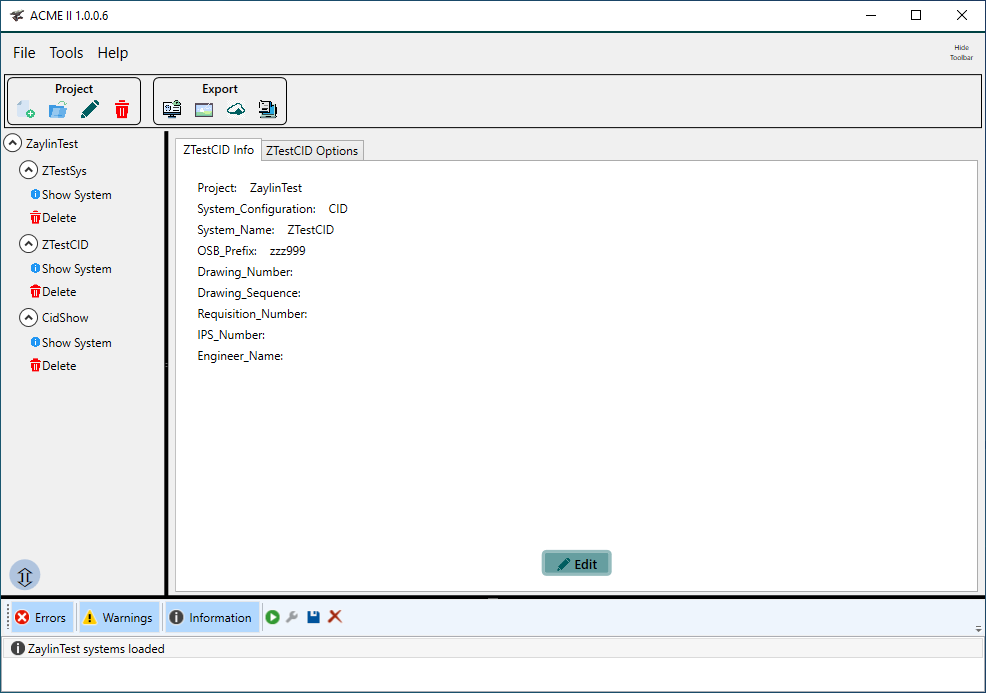 ACME II 1.0.0.6
File Tools Help
Hide
Toolbar
Project
Export
ZaylinTest
ZTestSys
Show System
Delete
ZTestCID
Show System
Delete
CidShow
Show System
Delete
ZTestCID Info
ZTestCID Options
Project: ZaylinTest
System_Configuration: CID
System_Name: ZTestCID
OSB_Prefix: zzz999
Drawing_Number:
Drawing_Sequence:
Requisition_Number:
IPS_Number:
Engineer_Name:
Edit
Errors Warnings Information
ZaylinTest systems loaded